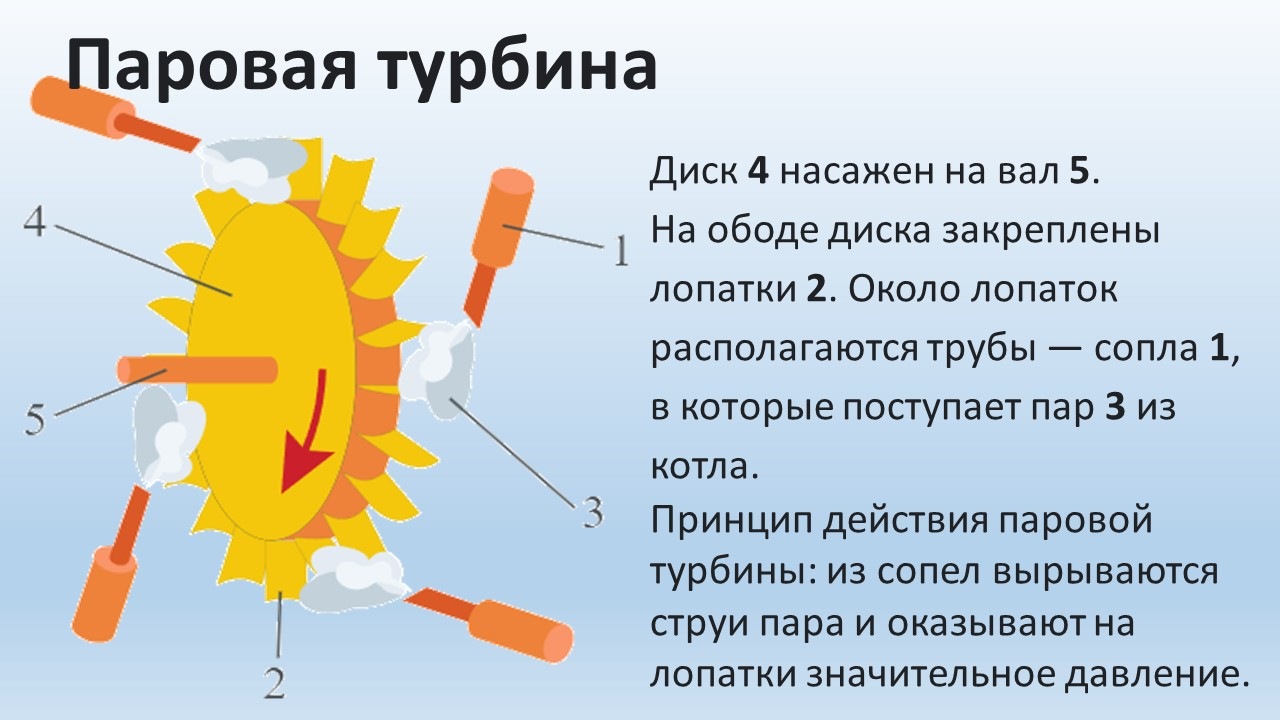 Паровая турбина
4
1
5
3
2
Диск 4 насажен на вал 5.
На ободе диска закреплены
лопатки 2. Около лопаток
располагаются трубы — сопла 1,
в которые поступает пар 3 из
котла.
Принцип действия паровой
турбины: из сопел вырываются
струи пара и оказывают на
лопатки значительное давление.